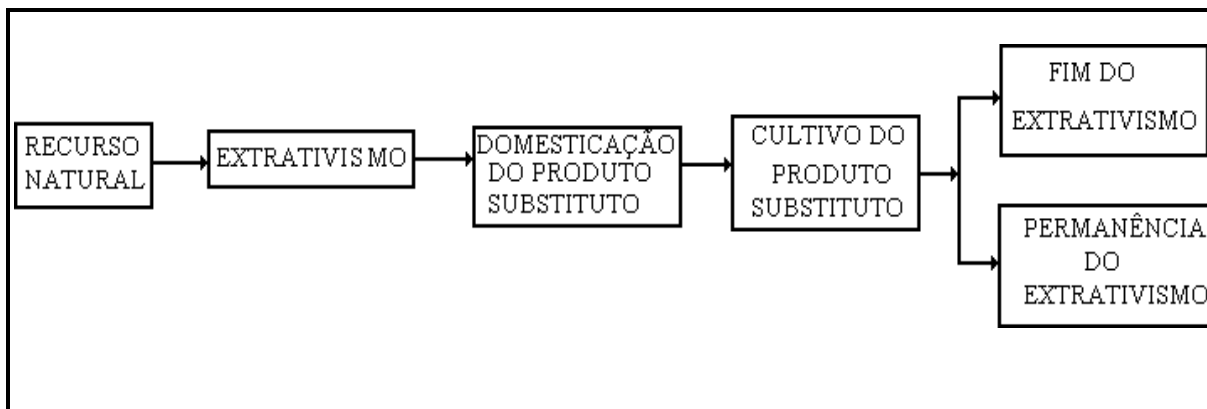 RECURSO
NATURAL
EXTRATIVISMO
DOMESTICAÇÃO
DO PRODUTO
SUBSTITUTO
CULTIVO DO
PRODUTO
SUBSTITUTO
FIM DO
EXTRATIVISMO
PERMANÊNCIA
DO
EXTRATIVISMO